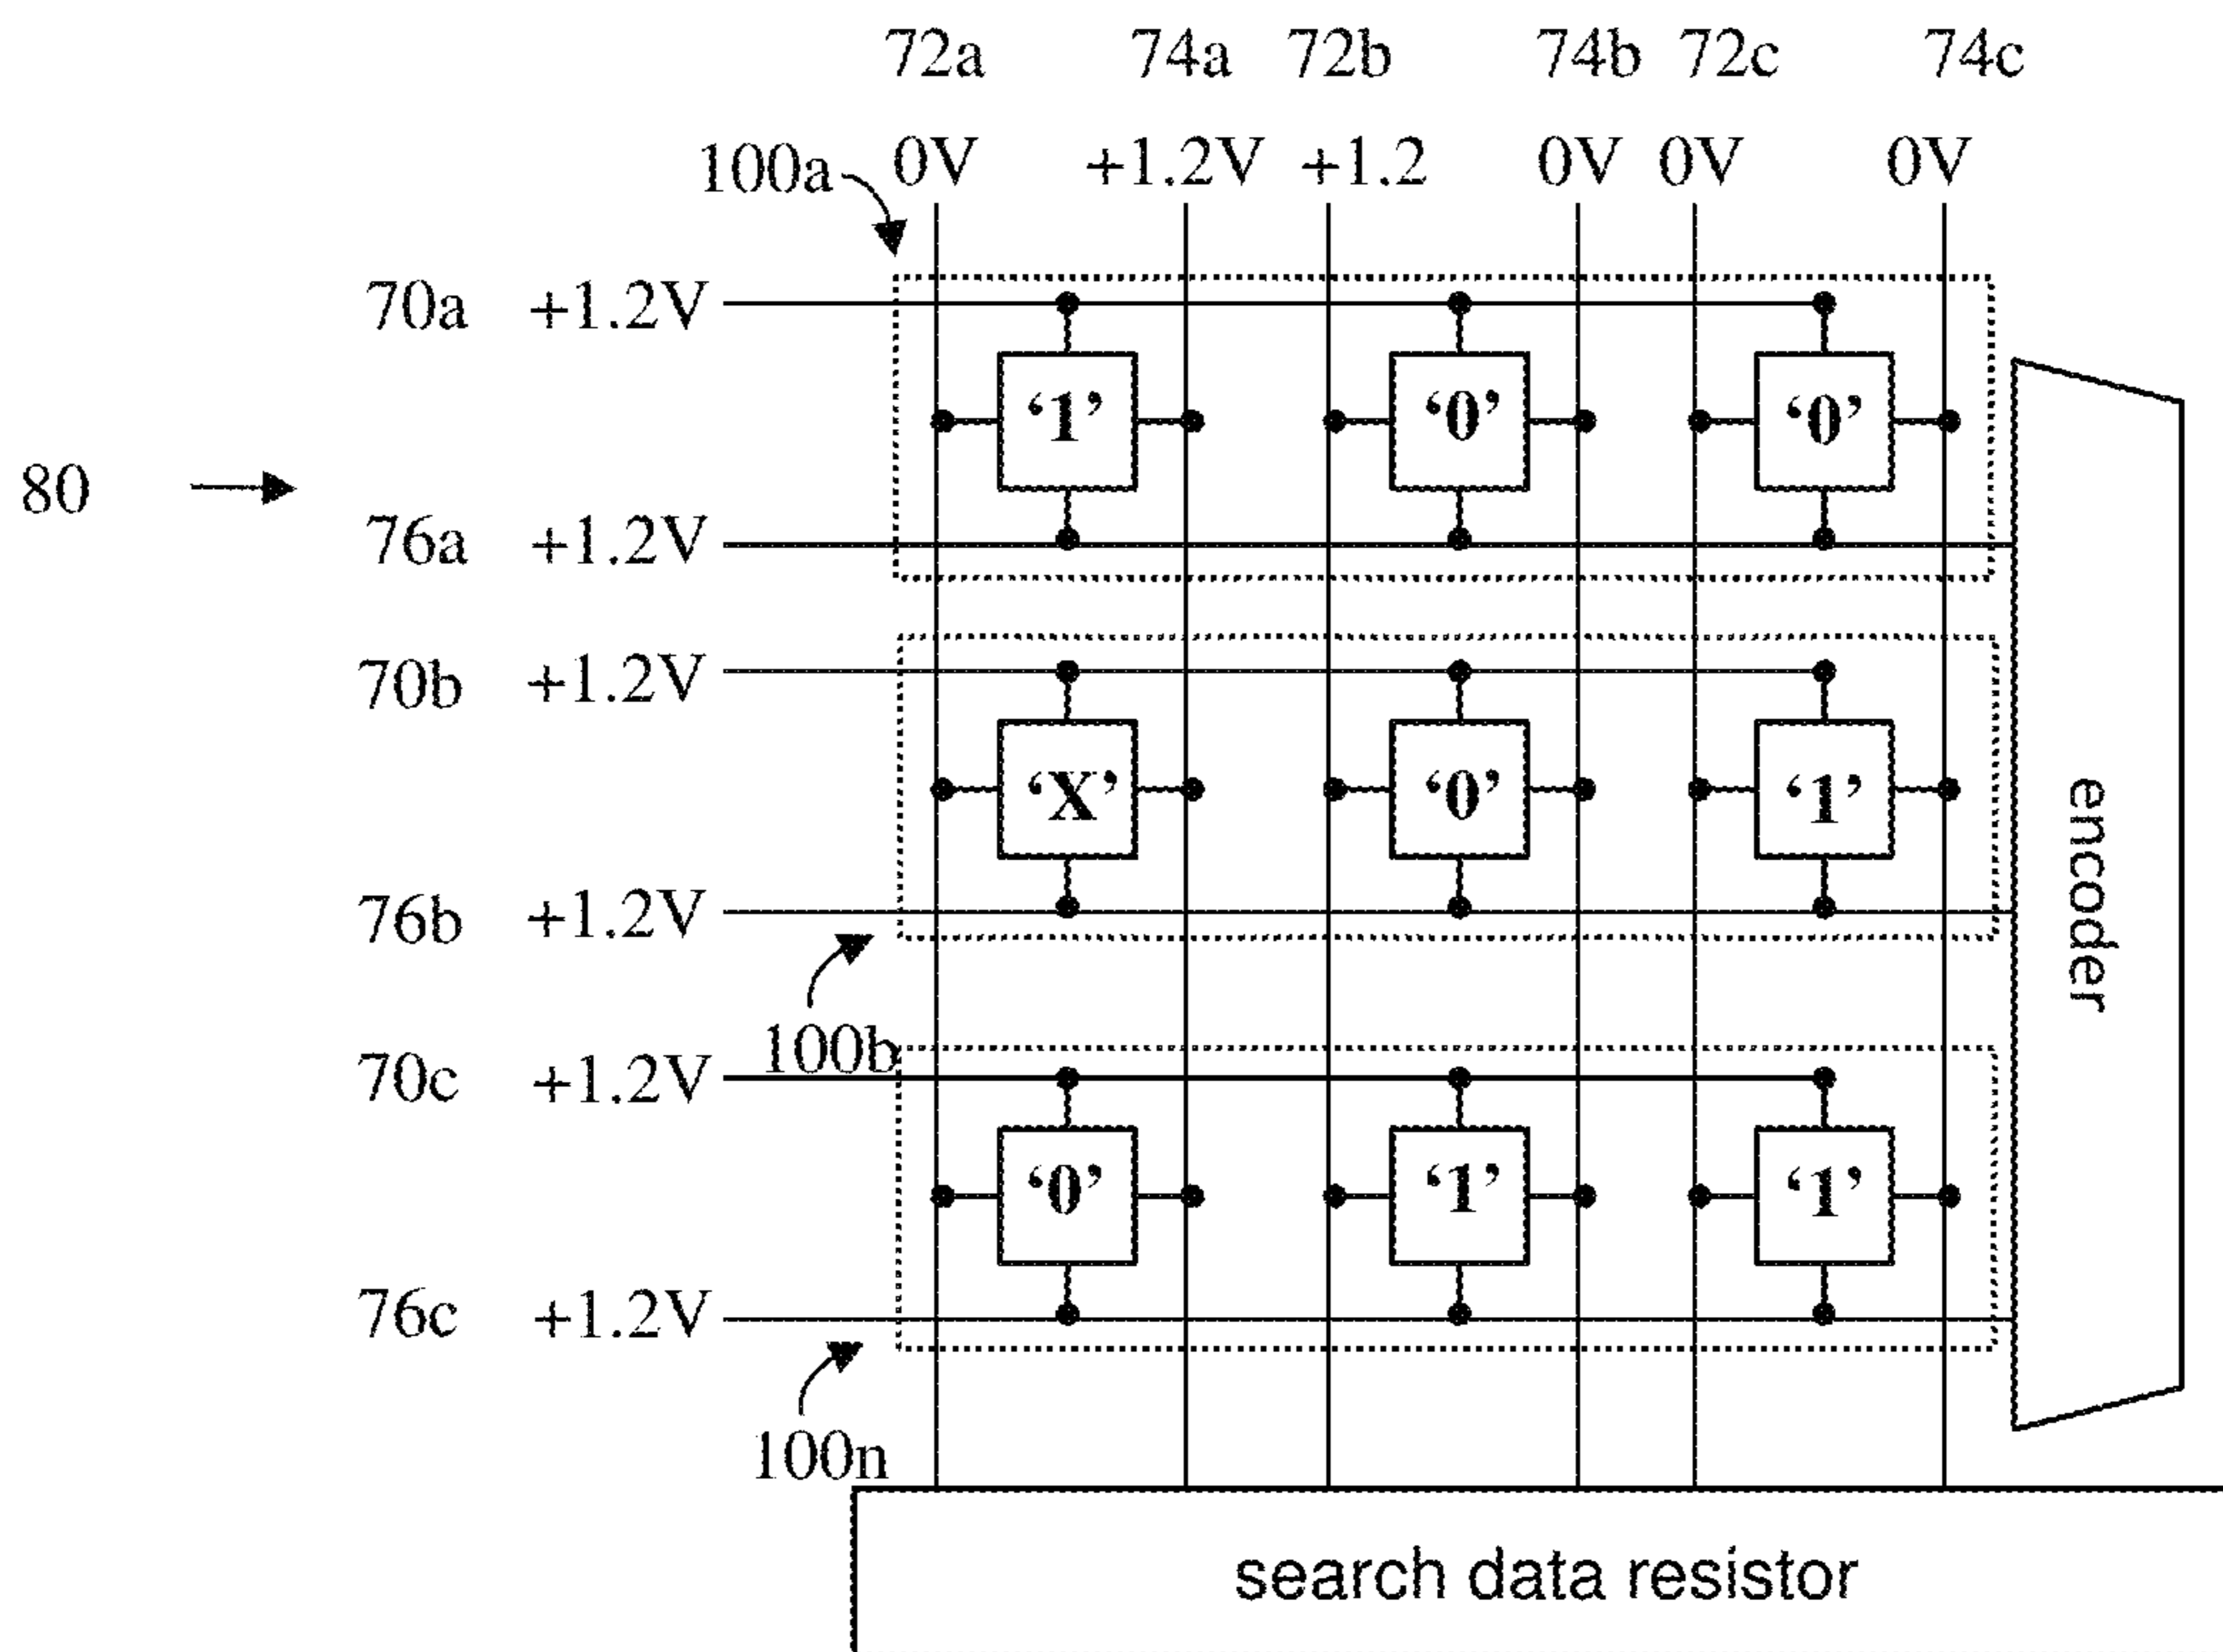 72a 74a 72b 74b 72c 74c
100a 0V +1.2V +1.2 0V 0V 0V
70a +1.2V
‘1’ ‘0’ ‘0’
80
76a +1.2V
70b +1.2V
‘X’ ‘0’ ‘1’
encoder
76b +1.2V
100b
70c +1.2V
‘0’ ‘1’ ‘1’
76c +1.2V
100n
search data resistor